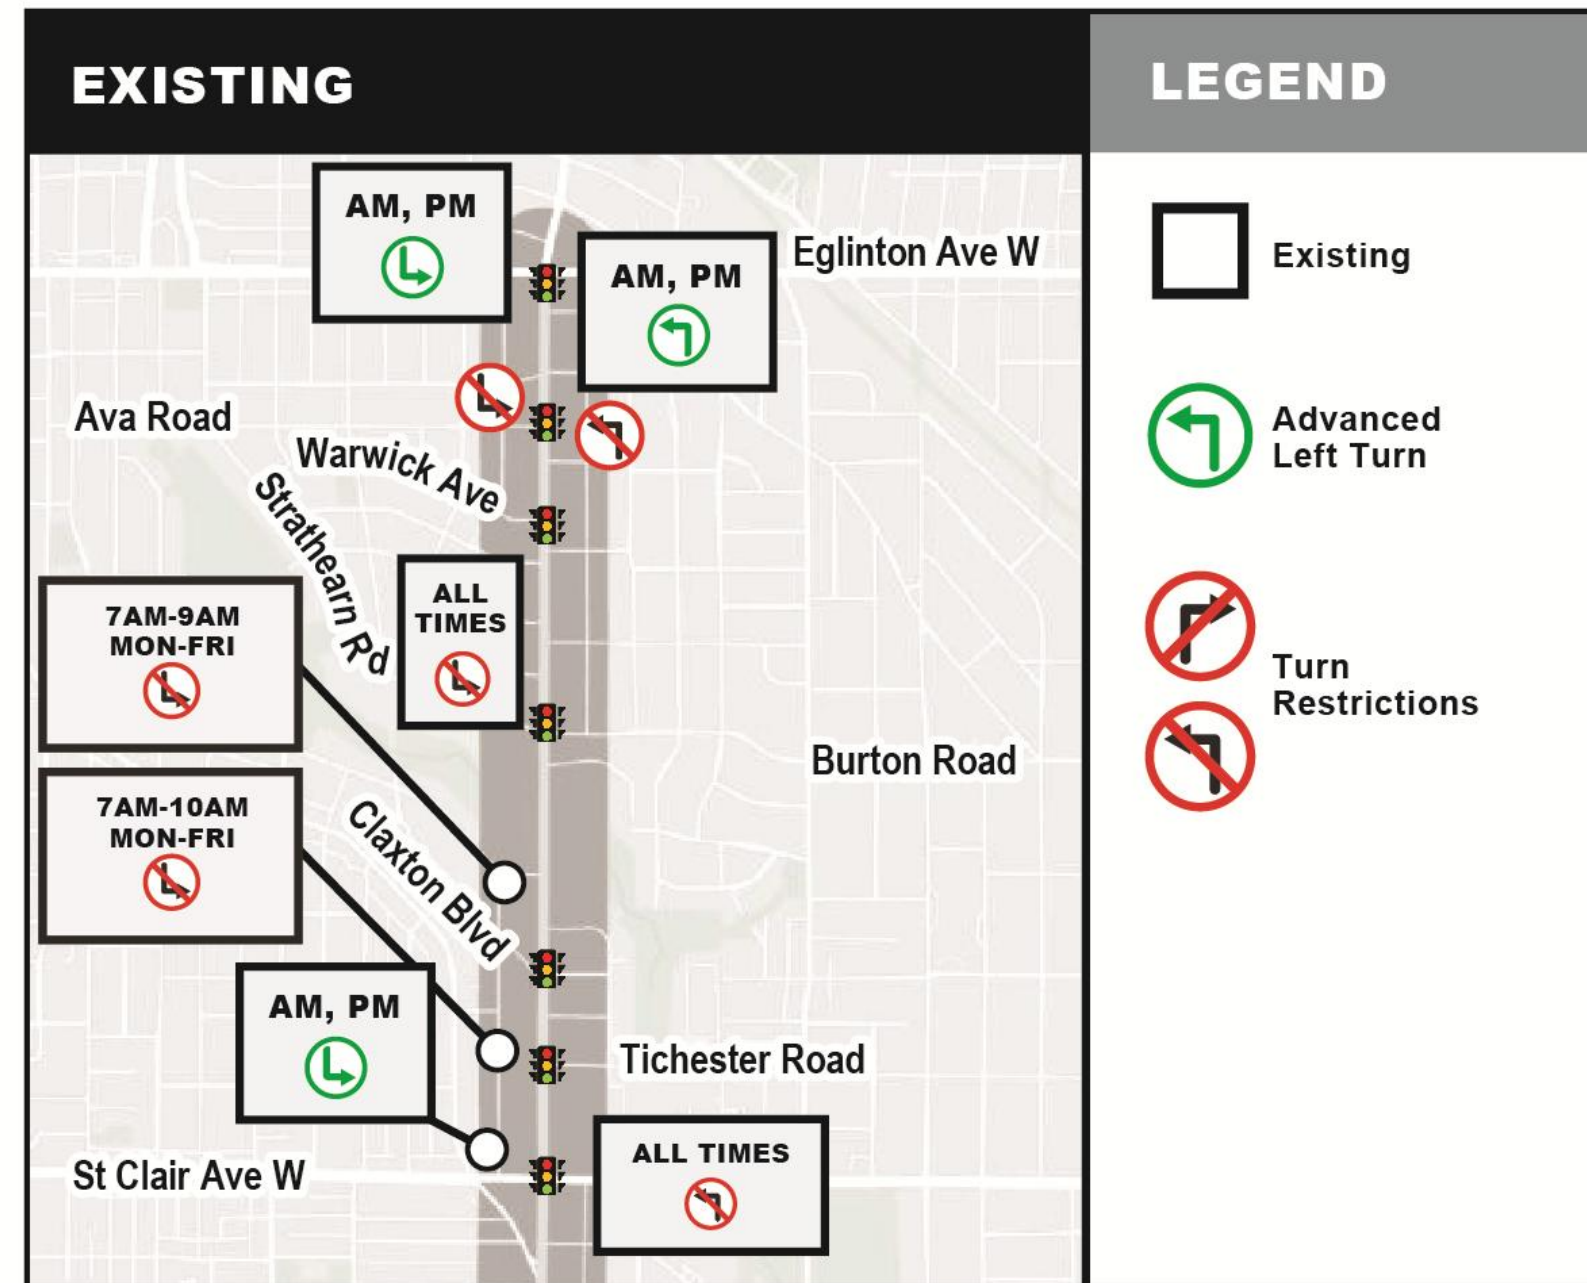 EXISTING
LEGEND
AM, PM
AM, PM
Eglinton Ave W
Existing
Ava Road
Warwick Ave
Strathearn Rd
Advanced
Left Turn
7AM-9AM
MON-FRI
ALL
TIMES
Turn
Restrictions
Burton Road
7AM-10AM
MON-FRI
Claxton Blvd
AM, PM
Tichester Road
St Clair Ave W
ALL TIMES